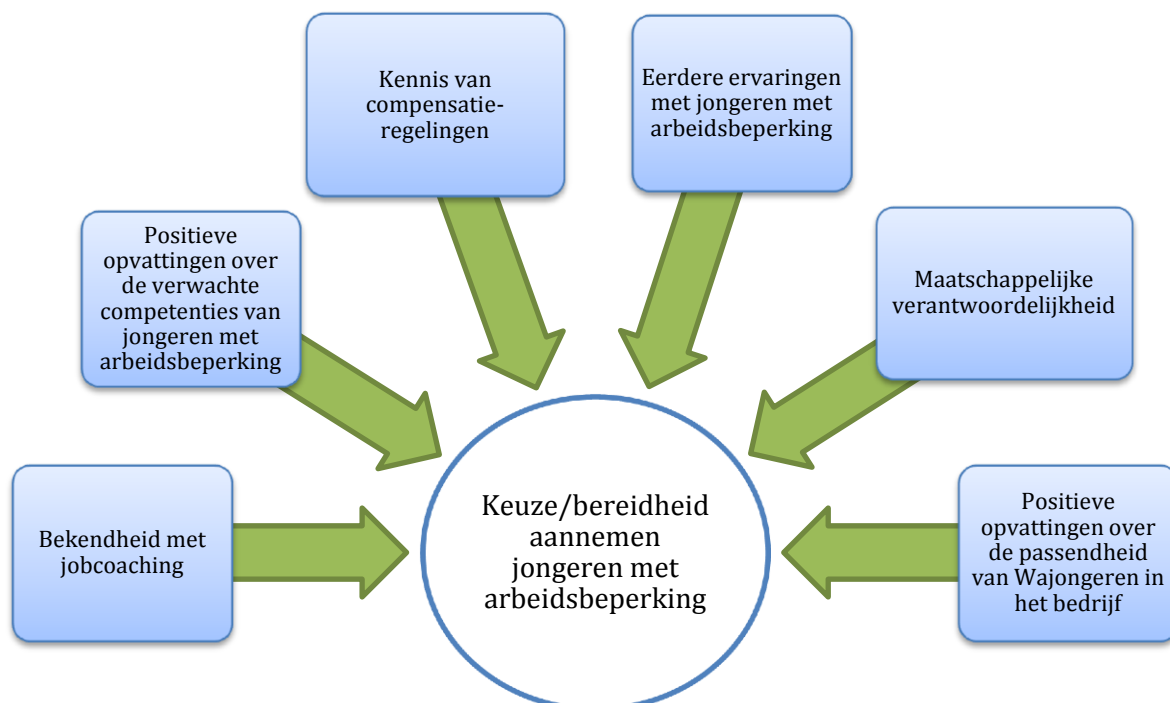 Kennis van
compensatie-
regelingen
Eerdere ervaringen
met jongeren met
arbeidsbeperking
Positieve
opvattingen over
de verwachte
competenties van
jongeren met
arbeidsbeperking
Maatschappelijke
verantwoordelijkheid
Bekendheid met
jobcoaching
Keuze/bereidheid
aannemen
jongeren met
arbeidsbeperking
Positieve
opvattingen over
de passendheid
van Wajongeren in
het bedrijf